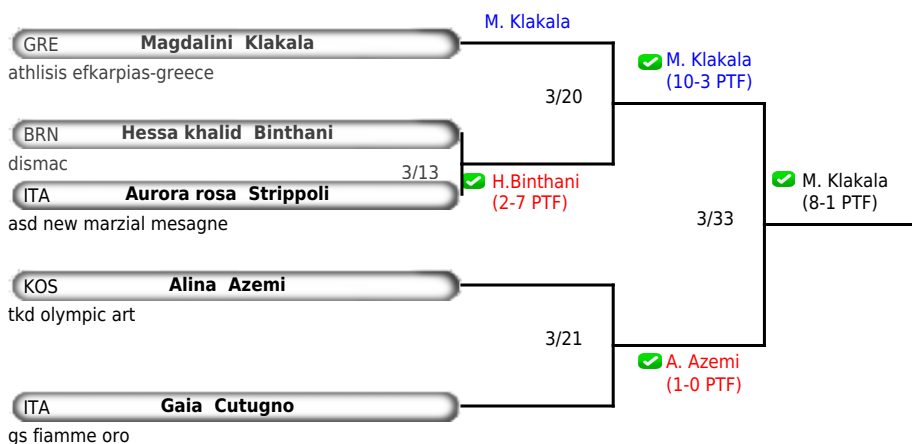 M. Klakala
GRE Magdalini Klakala
athlisis efkarpias-greece
M. Klakala
(10-3 PTF)
3/20
BRN Hessa khalid Binthani
dismac
3/13
H.Binthani
(2-7 PTF)
ITA Aurora rosa Strippoli
asd new marzial mesagne
M. Klakala
(8-1 PTF)
3/33
KOS Alina Azemi
tkd olympic art
3/21
A. Azemi
(1-0 PTF)
ITA Gaia Cutugno
gs fiamme oro